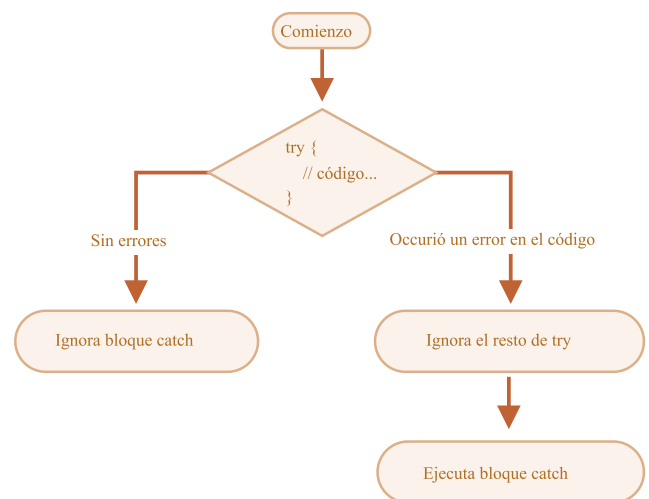 Comienzo
try {
// código...
}
Sin errores
Occurió un error en el código
Ignora bloque catch
Ignora el resto de try
Ejecuta bloque catch